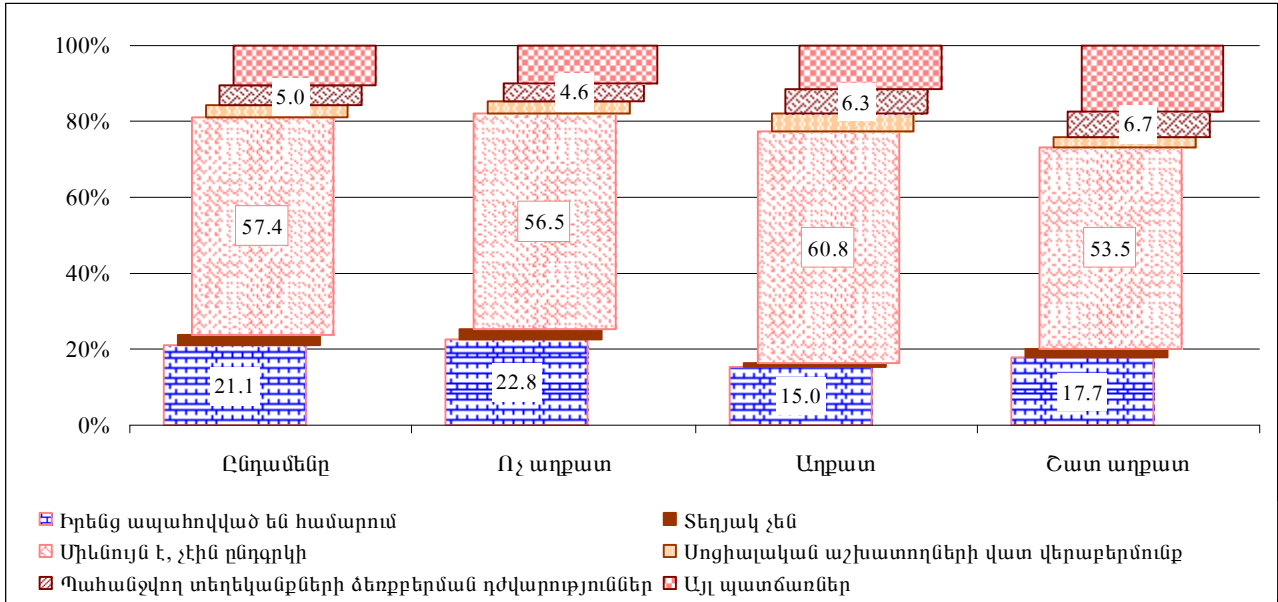 100%
80%
60%
40%
20%
0%
5.0
4.6
6.3
6.7
57.4
56.5
60.8
53.5
21.1
22.8
15.0
17.7
Ընդամենը
Ոչ աղքատ
Աղքատ
Շատ աղքատ
Իրենց ապահովված են համարում
Տեղյակ չեն
Միևնույն է, չէին ընդգրկի
Սոցիալական աշխատողների վատ վերաբերմունք
Պահանջվող տեղեկանքների ձեռքբերման դժվարություններ
Այլ պատճառներ